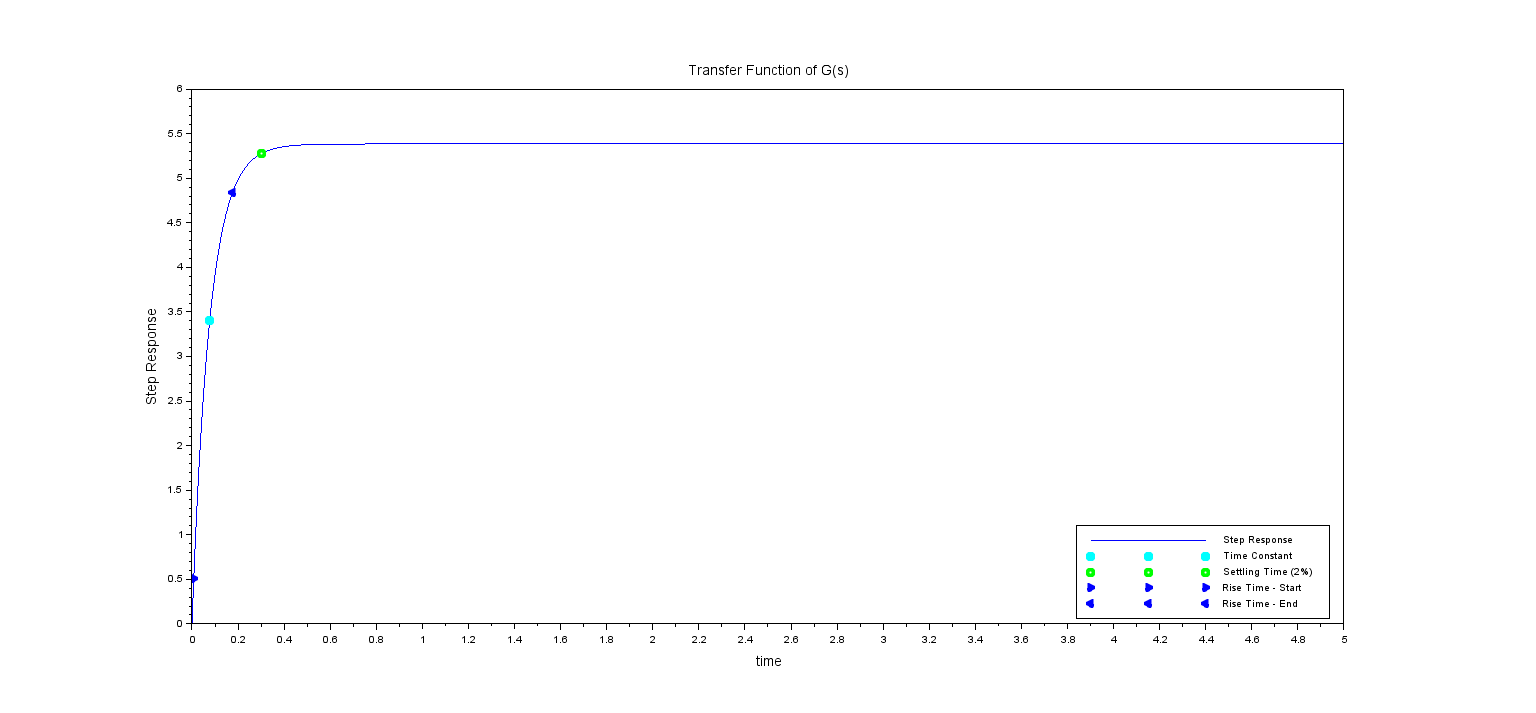 Transfer Function of G(s)
6
5.5
5
4.5
4
3.5
3
2.5
2
1.5
1
0.5
0
Step Response
0 0.2 0.4 0.6 0.8 1 1.2 1.4 1.6 1.8 2 2.2 2.4 2.6 2.8 3 3.2 3.4 3.6 3.8 4 4.2 4.4 4.6 4.8 5
time
Step Response
Time Constant
Settling Time (2%)
Rise Time - Start
Rise Time - End